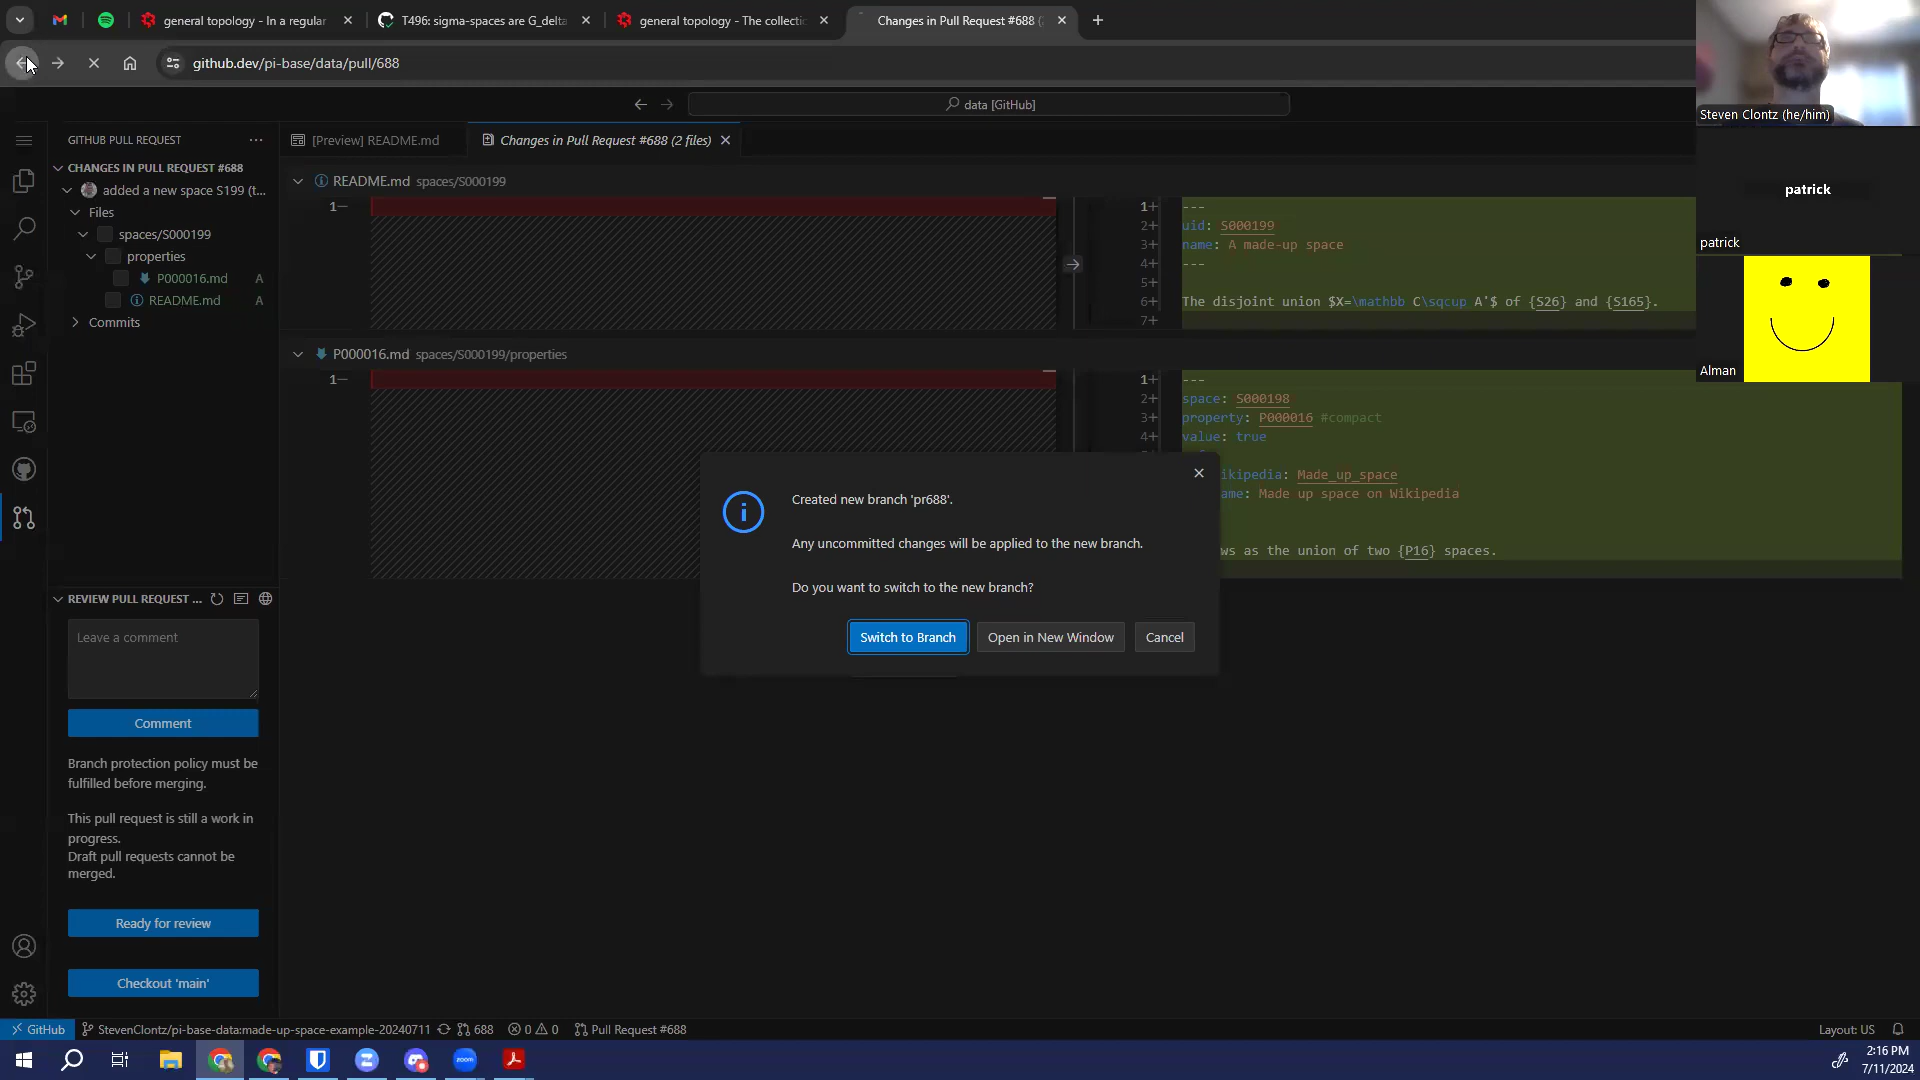 general topology - In a regular
T496: sigma-spaces are G_delta
general topology - The collectio
Changes in Pull Request #688 (2
github.dev/pi-base/data/pull/688
data [GitHub]
Steven Clontz (he/him)
patrick
patrick
Alman
GITHUB PULL REQUEST
[Preview] README.md
Changes in Pull Request #688 (2 files)
CHANGES IN PULL REQUEST #688
added a new space S199 (t...
Files
spaces/S000199
properties
P000016.md A
README.md A
Commits
README.md spaces/S000199
1
1+ ---
2+ uid: S000199
3+ name: A made-up space
4+ ---
5+
6+ The disjoint union $X=\mathbb C\sqcup A'$ of {S26} and {S165}.
7+
P000016.md spaces/S000199/properties
1
1+ ---
2+ space: S000198
3+ property: P000016 #compact
4+ value: true
ikipedia: Made_up_space
ame: Made up space on Wikipedia
ws as the union of two {P16} spaces.
Created new branch 'pr688'.
Any uncommitted changes will be applied to the new branch.
Do you want to switch to the new branch?
Switch to Branch
Open in New Window
Cancel
REVIEW PULL REQUEST ...
Leave a comment
Comment
Branch protection policy must be
fulfilled before merging.
This pull request is still a work in
progress.
Draft pull requests cannot be
merged.
Ready for review
Checkout 'main'
GitHub
StevenClontz/pi-base-data:made-up-space-example-20240711
688
0 0
Pull Request #688
Layout: US
zoom
2:16 PM
7/11/2024